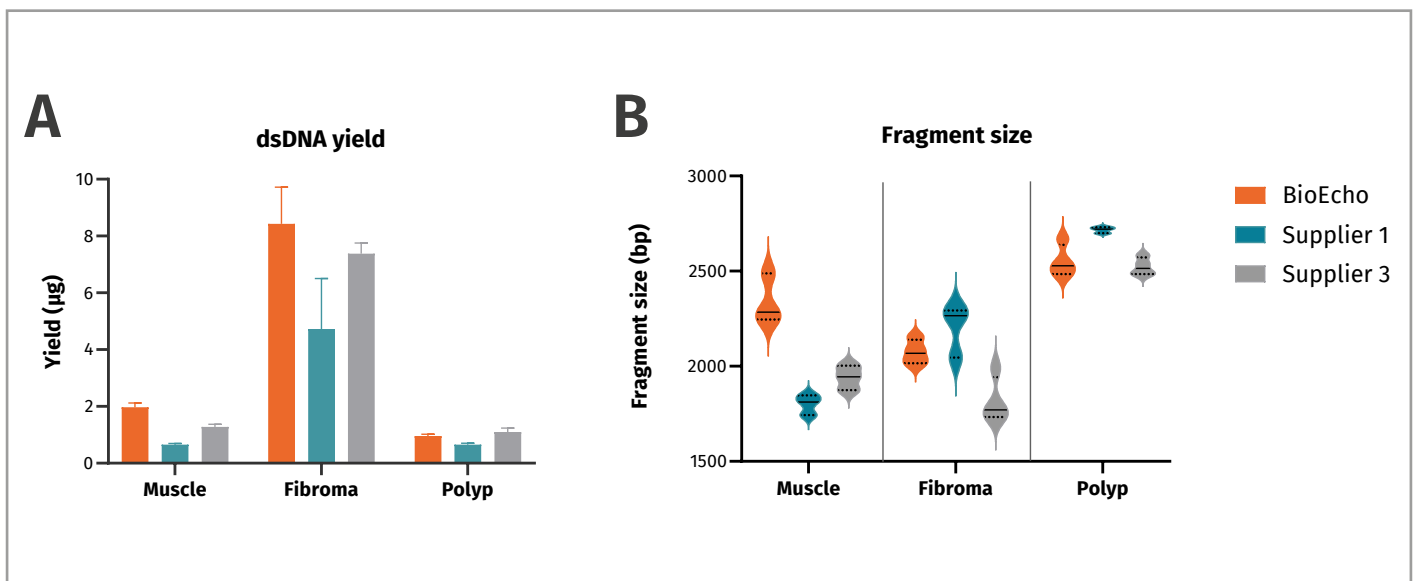 A
dsDNA yield
Yield (µg)
10
8
6
4
2
0
Muscle
Fibroma
Polyp
B
Fragment size
Fragment size (bp)
3000
2500
2000
1500
Muscle
Fibroma
Polyp
BioEcho
Supplier 1
Supplier 3